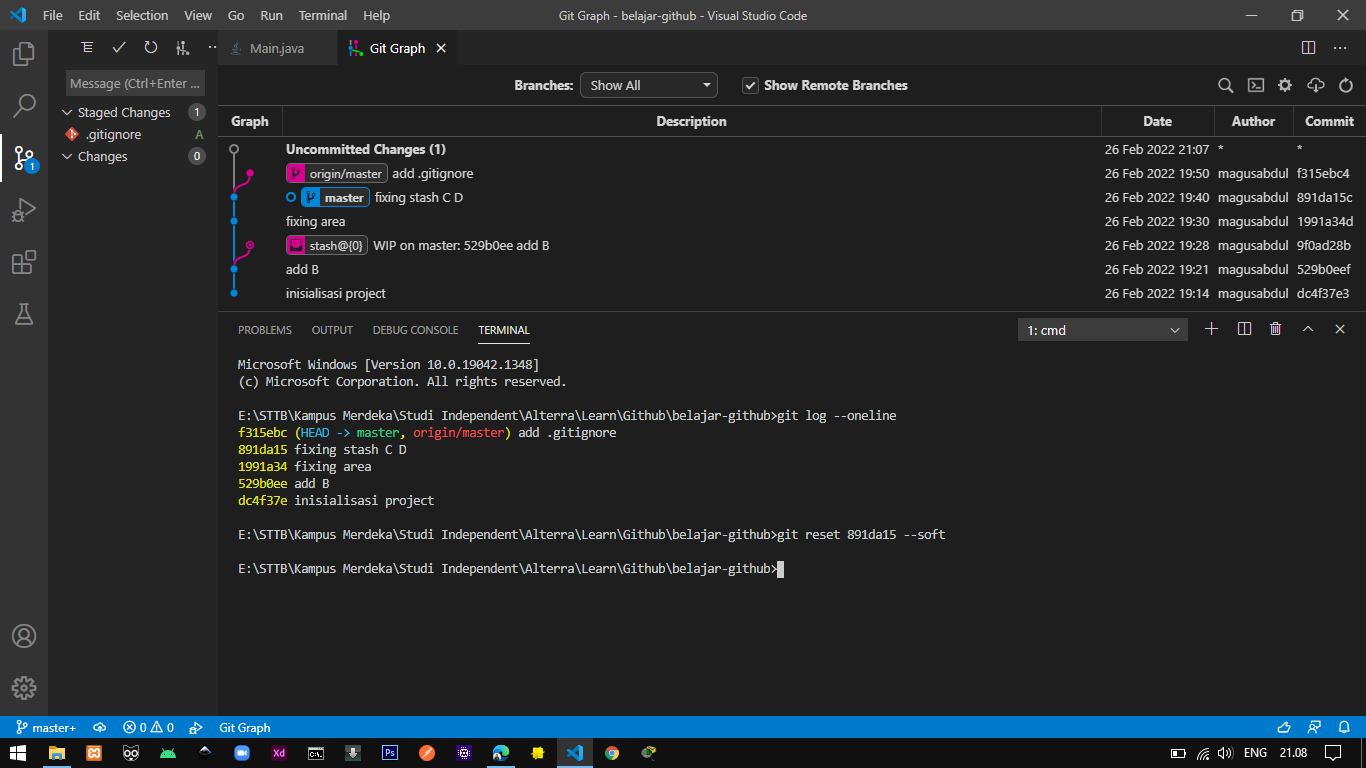 File Edit Selection View Go Run Terminal Help Git Graph - belajar-github - Visual Studio Code
Main.java Git Graph
Branches: Show All Show Remote Branches
Message (Ctrl+Enter ...
Staged Changes 1
.gitignore A
Changes 0
1
Graph Description Date Author Commit
Uncommitted Changes (1) 26 Feb 2022 21:07 * *
origin/master add .gitignore 26 Feb 2022 19:50 magusabdul f315ebc4
master fixing stash C D 26 Feb 2022 19:40 magusabdul 891da15c
fixing area 26 Feb 2022 19:30 magusabdul 1991a34d
stash@{0} WIP on master: 529b0ee add B 26 Feb 2022 19:28 magusabdul 9f0ad28b
add B 26 Feb 2022 19:21 magusabdul 529b0eef
inisialisasi project 26 Feb 2022 19:14 magusabdul dc4f37e3
PROBLEMS OUTPUT DEBUG CONSOLE TERMINAL 1: cmd
Microsoft Windows [Version 10.0.19042.1348]
(c) Microsoft Corporation. All rights reserved.
E:\STTB\Kampus Merdeka\Studi Independent\Alterra\Learn\Github\belajar-github>git log --oneline
f315ebc (HEAD -> master, origin/master) add .gitignore
891da15 fixing stash C D
1991a34 fixing area
529b0ee add B
dc4f37e inisialisasi project
E:\STTB\Kampus Merdeka\Studi Independent\Alterra\Learn\Github\belajar-github>git reset 891da15 --soft
E:\STTB\Kampus Merdeka\Studi Independent\Alterra\Learn\Github\belajar-github>
master+ 0 0 Git Graph
Xd Ps ENG 21.08